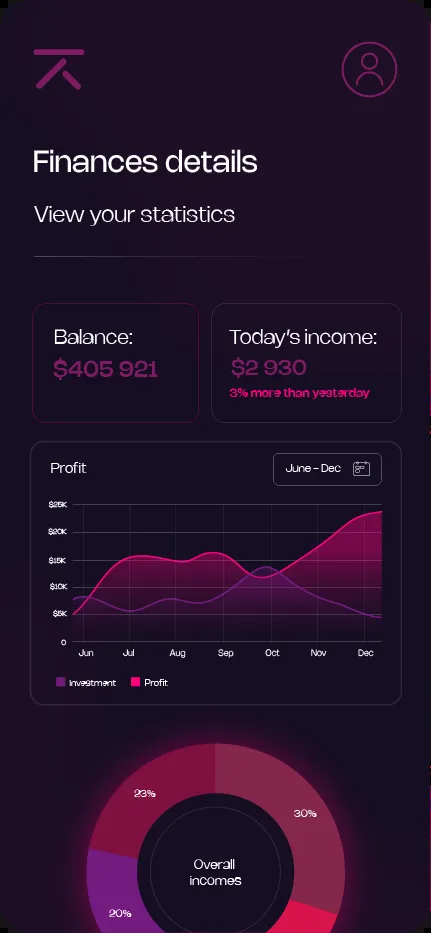 Finances details
View your statistics
Balance:
$405 921
Today's income:
$2 930
3% more than yesterday
Profit
June - Dec
$25K
$20K
$15K
$10K
$5K
0
Jun Jul Aug Sep Oct Nov Dec
Investment Profit
23%
30%
Overall
incomes
20%